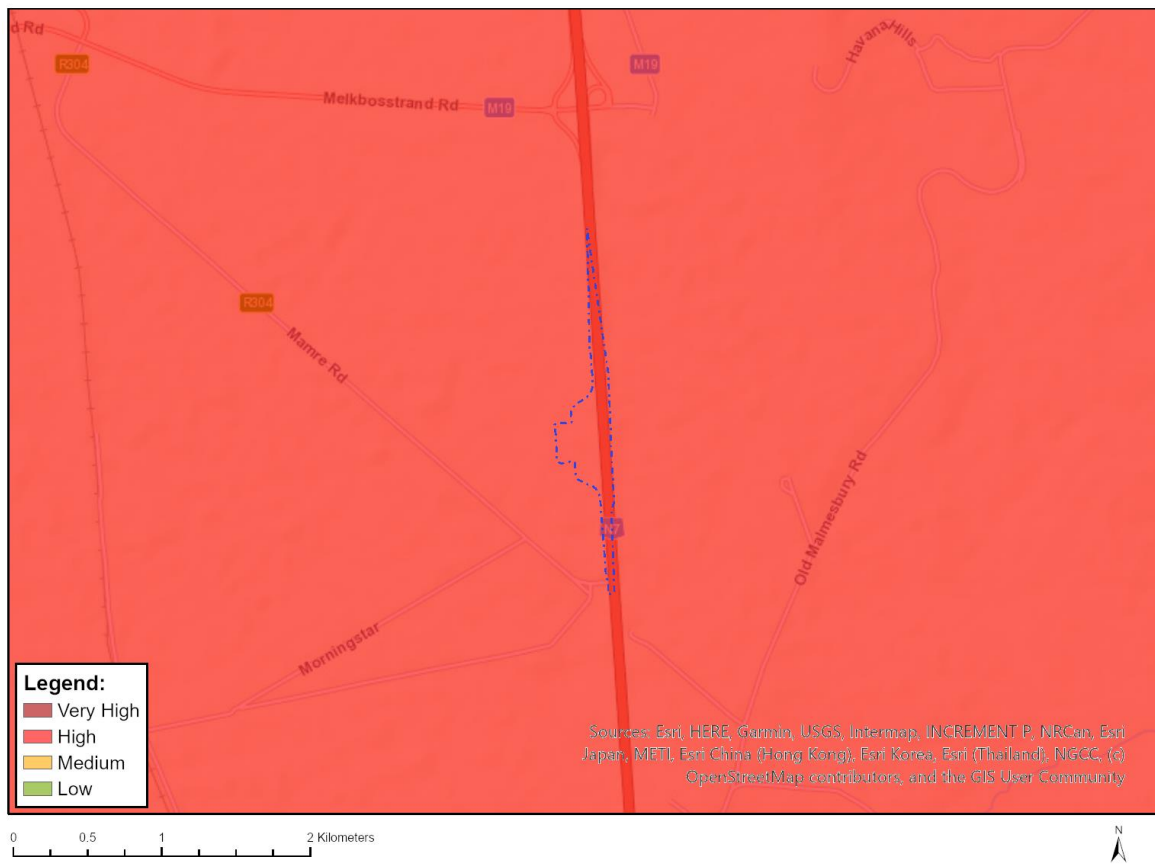 d Rd
R304
Melkbosstrand Rd
M19
M19
Havana Hills
R304
Mamre Rd
Old Malmesbury Rd
N7
Morningstar
Legend:
Very High
High
Medium
Low
Sources: Esri, HERE, Garmin, USGS, Intermap, INCREMENT P, NRCan, Esri
Japan, METI, Esri China (Hong Kong), Esri Korea, Esri (Thailand), NGCC, (c)
OpenStreetMap contributors, and the GIS User Community
0 0.5 1 2 Kilometers
N